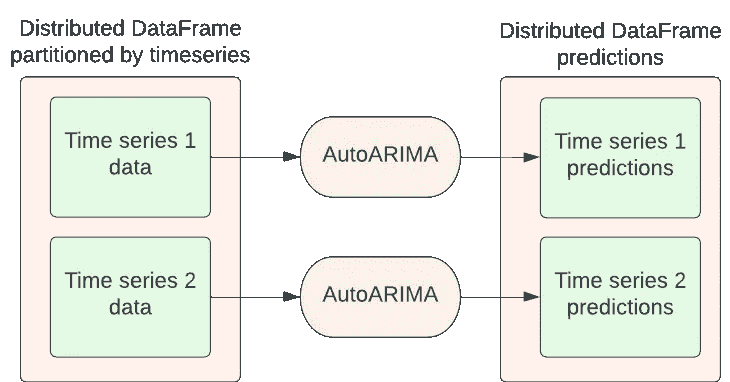 Distributed DataFrame
partitioned by timeseries
Distributed DataFrame
predictions
Time series 1
data
AutoARIMA
Time series 1
predictions
Time series 2
data
AutoARIMA
Time series 2
predictions